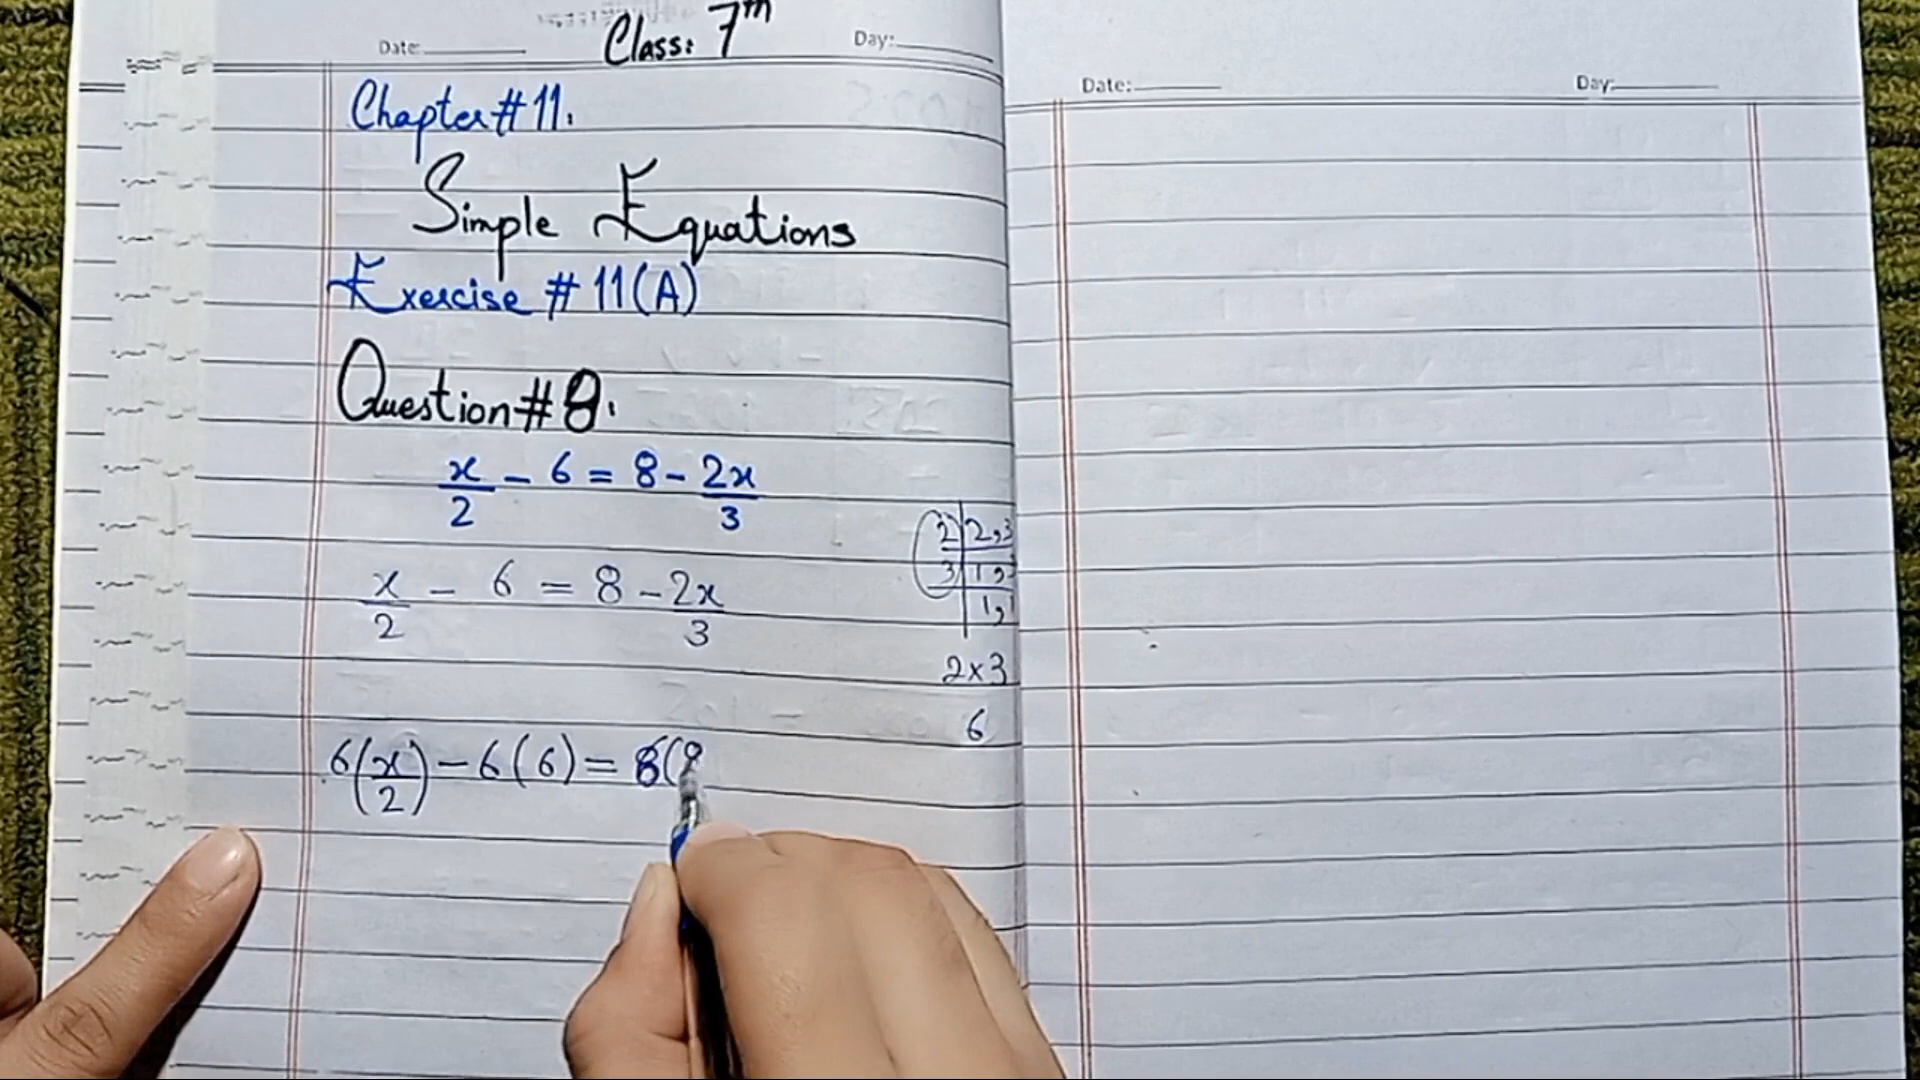 Date: Class: 7th Day:
Chapter # 11.
Simple Equations
Exercise # 11(A)
Question # 8.
x/2 - 6 = 8 - 2x/3
x/2 - 6 = 8 - 2x/3
6(x/2) - 6(6) = 6(8
2 | 2,3
3 | 1,3
1,1
2x3
6
Date: Day: